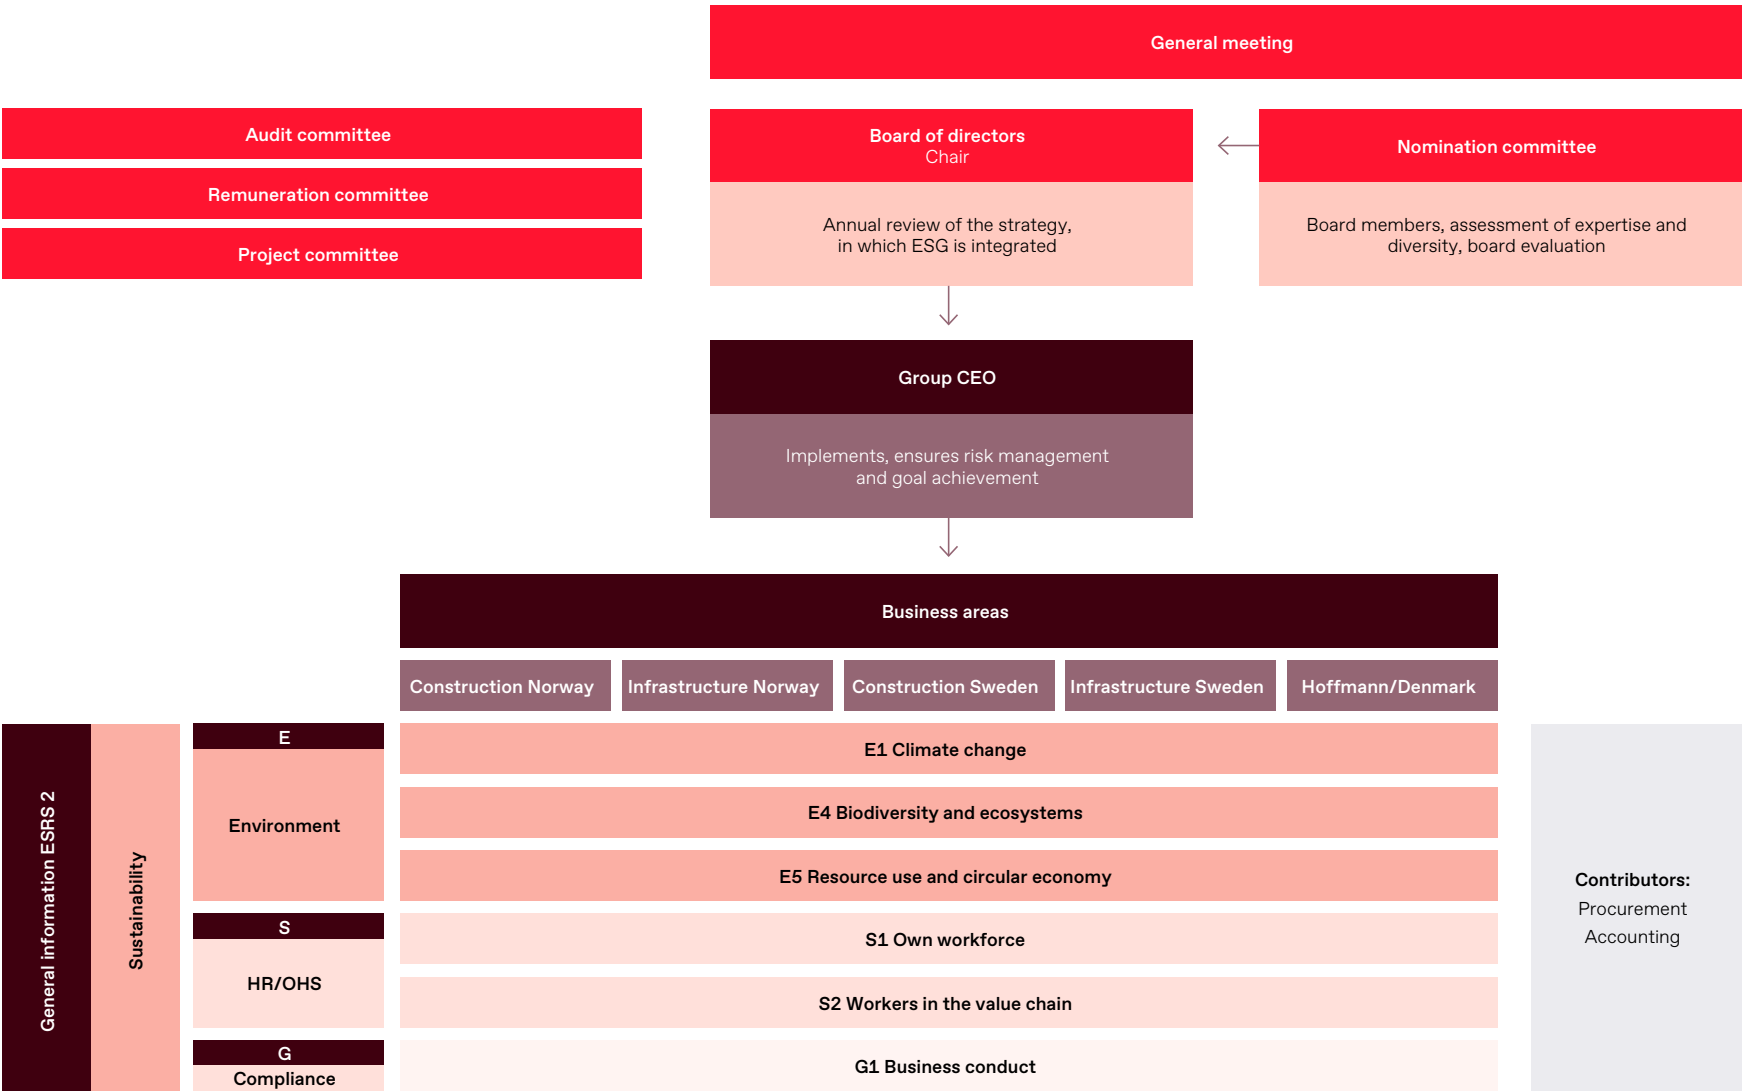 General meeting
Audit committee
Remuneration committee
Project committee
Board of directors
Chair
Annual review of the strategy,
in which ESG is integrated
Nomination committee
Board members, assessment of expertise and
diversity, board evaluation
Group CEO
Implements, ensures risk management
and goal achievement
Business areas
Construction Norway
Infrastructure Norway
Construction Sweden
Infrastructure Sweden
Hoffmann/Denmark
General information ESRS 2
Sustainability
E
Environment
E1 Climate change
E4 Biodiversity and ecosystems
E5 Resource use and circular economy
S
HR/OHS
S1 Own workforce
S2 Workers in the value chain
G
Compliance
G1 Business conduct
Contributors:
Procurement
Accounting